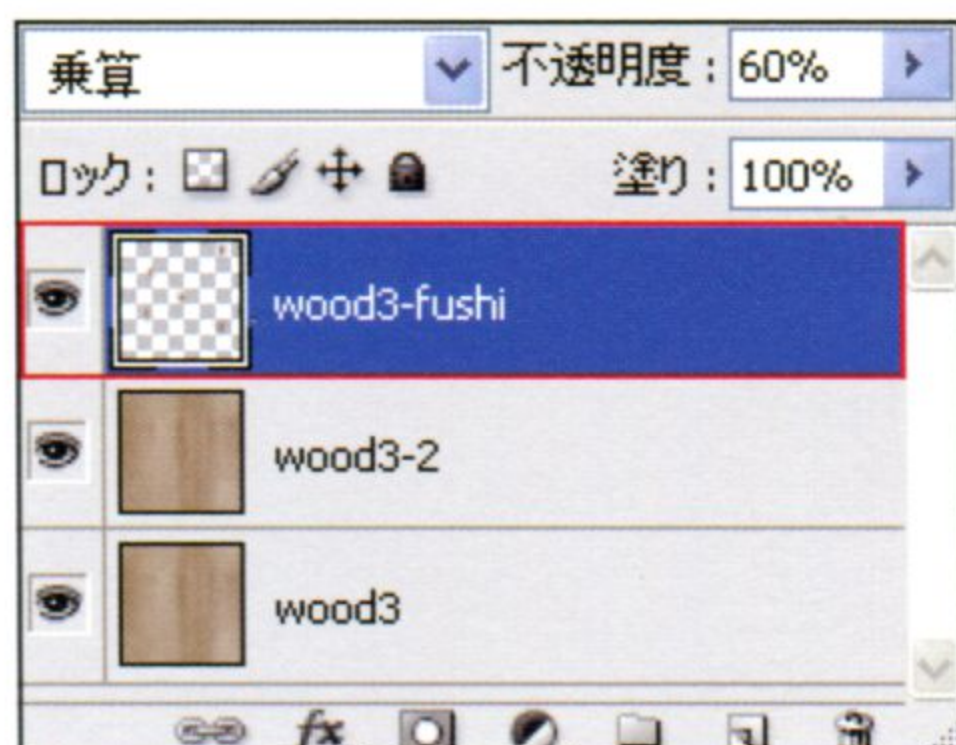 乗算 不透明度 : 60%
ロック : 塗り : 100%
wood3-fushi
wood3-2
wood3
fx